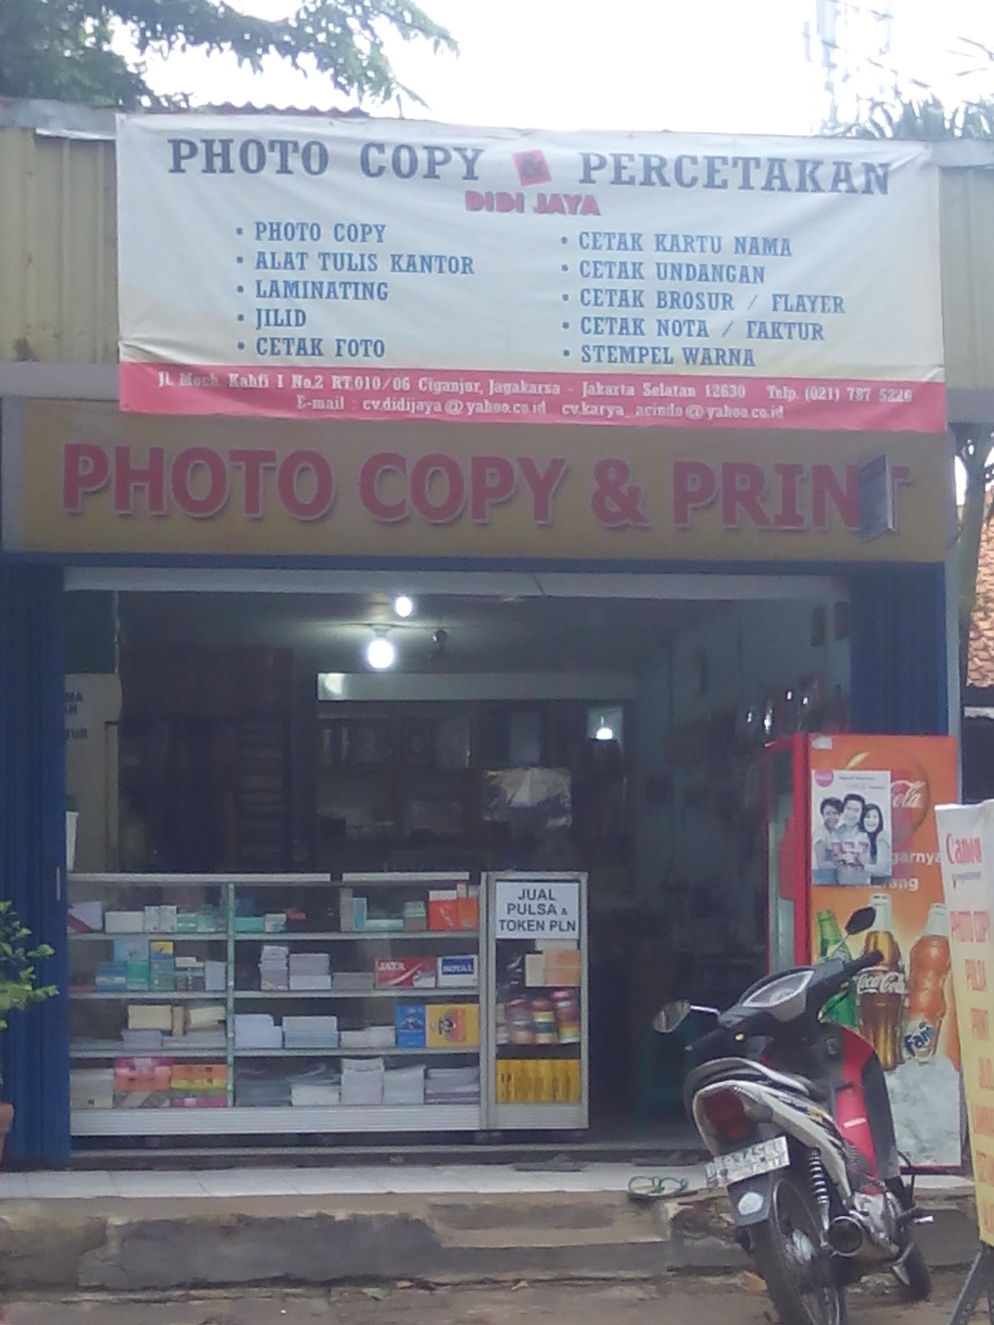 PHOTO COPY & PERCETAKAN
DIDI JAYA
• PHOTO COPY
• ALAT TULIS KANTOR
• LAMINATING
• JILID
• CETAK FOTO
• CETAK KARTU NAMA
• CETAK UNDANGAN
• CETAK BROSUR / FLAYER
• CETAK NOTA / FAKTUR
• STEMPEL WARNA
Jl. Moch. Kahfi I No.2 RT.010/06 Ciganjur, Jagakarsa - Jakarta Selatan 12630 Telp. (021) 787 5226
E-mail : cv.didijaya@yahoo.co.id cv.karya_acindo@yahoo.co.id
PHOTO COPY & PRINT
JUAL
PULSA &
TOKEN PLN
JAYA
ROYAL
Coca-Cola
Fanta
Canon
PHOTO COPY
PULSA
PRINT
JILID